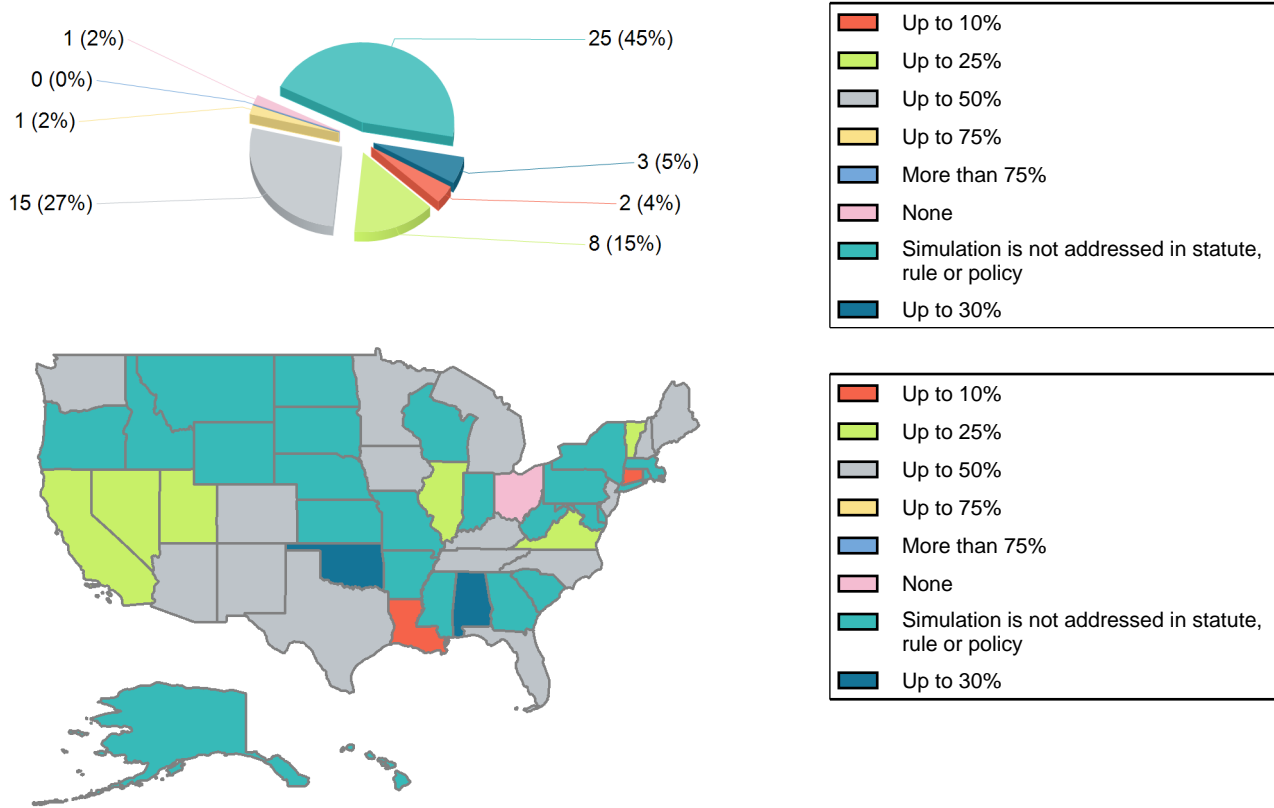 25 (45%)
1 (2%)
0 (0%)
1 (2%)
3 (5%)
15 (27%)
2 (4%)
8 (15%)
Up to 10%
Up to 25%
Up to 50%
Up to 75%
More than 75%
None
Simulation is not addressed in statute,
rule or policy
Up to 30%
Up to 10%
Up to 25%
Up to 50%
Up to 75%
More than 75%
None
Simulation is not addressed in statute,
rule or policy
Up to 30%